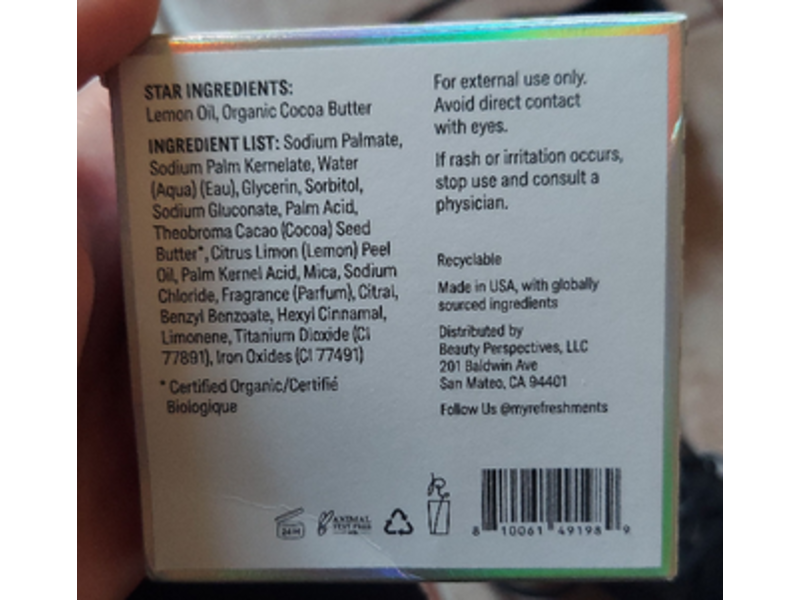 STAR INGREDIENTS:
Lemon Oil, Organic Cocoa Butter
INGREDIENT LIST: Sodium Palmate,
Sodium Palm Kernelate, Water
(Aqua) (Eau), Glycerin, Sorbitol,
Sodium Gluconate, Palm Acid,
Theobroma Cacao (Cocoa) Seed
Butter*, Citrus Limon (Lemon) Peel
Oil, Palm Kernel Acid, Mica, Sodium
Chloride, Fragrance (Parfum), Citral,
Benzyl Benzoate, Hexyl Cinnamal,
Limonene, Titanium Dioxide (CI
77891), Iron Oxides (CI 77491)
* Certified Organic/Certifié
Biologique
For external use only.
Avoid direct contact
with eyes.
If rash or irritation occurs,
stop use and consult a
physician.
Recyclable
Made in USA, with globally
sourced ingredients
Distributed by
Beauty Perspectives, LLC
201 Baldwin Ave
San Mateo, CA 94401
Follow Us @myrefreshments
24M
ANIMAL
TEST FREE
R.
8 10061 49198 9